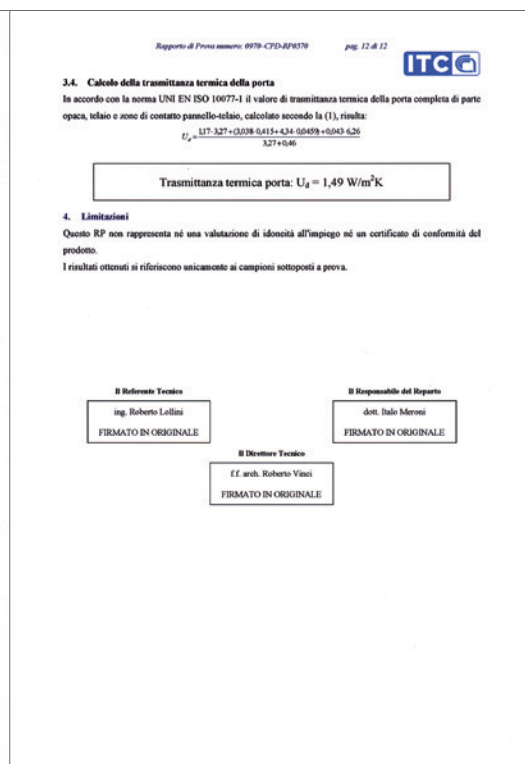 Rapporto di Prova numero: 0970-CPD-RP0570 pag. 12 di 12
ITC
3.4. Calcolo della trasmittanza termica della porta
In accordo con la norma UNI EN ISO 10077-1 il valore di trasmittanza termica della porta completa di parte
opaca, telaio e zone di contatto pannello-telaio, calcolato secondo la (1), risulta:
U_d = 1,17·3,27+(3,038·0,415+4,34·0,0459)+0,043·6,26
3,27+0,46
Trasmittanza termica porta: U_d = 1,49 W/m²K
4. Limitazioni
Questo RP non rappresenta né una valutazione di idoneità all'impiego né un certificato di conformità del
prodotto.
I risultati ottenuti si riferiscono unicamente ai campioni sottoposti a prova.
Il Referente Tecnico
ing. Roberto Lollini
FIRMATO IN ORIGINALE
Il Responsabile del Reparto
dott. Italo Meroni
FIRMATO IN ORIGINALE
Il Direttore Tecnico
f.f. arch. Roberto Vinci
FIRMATO IN ORIGINALE